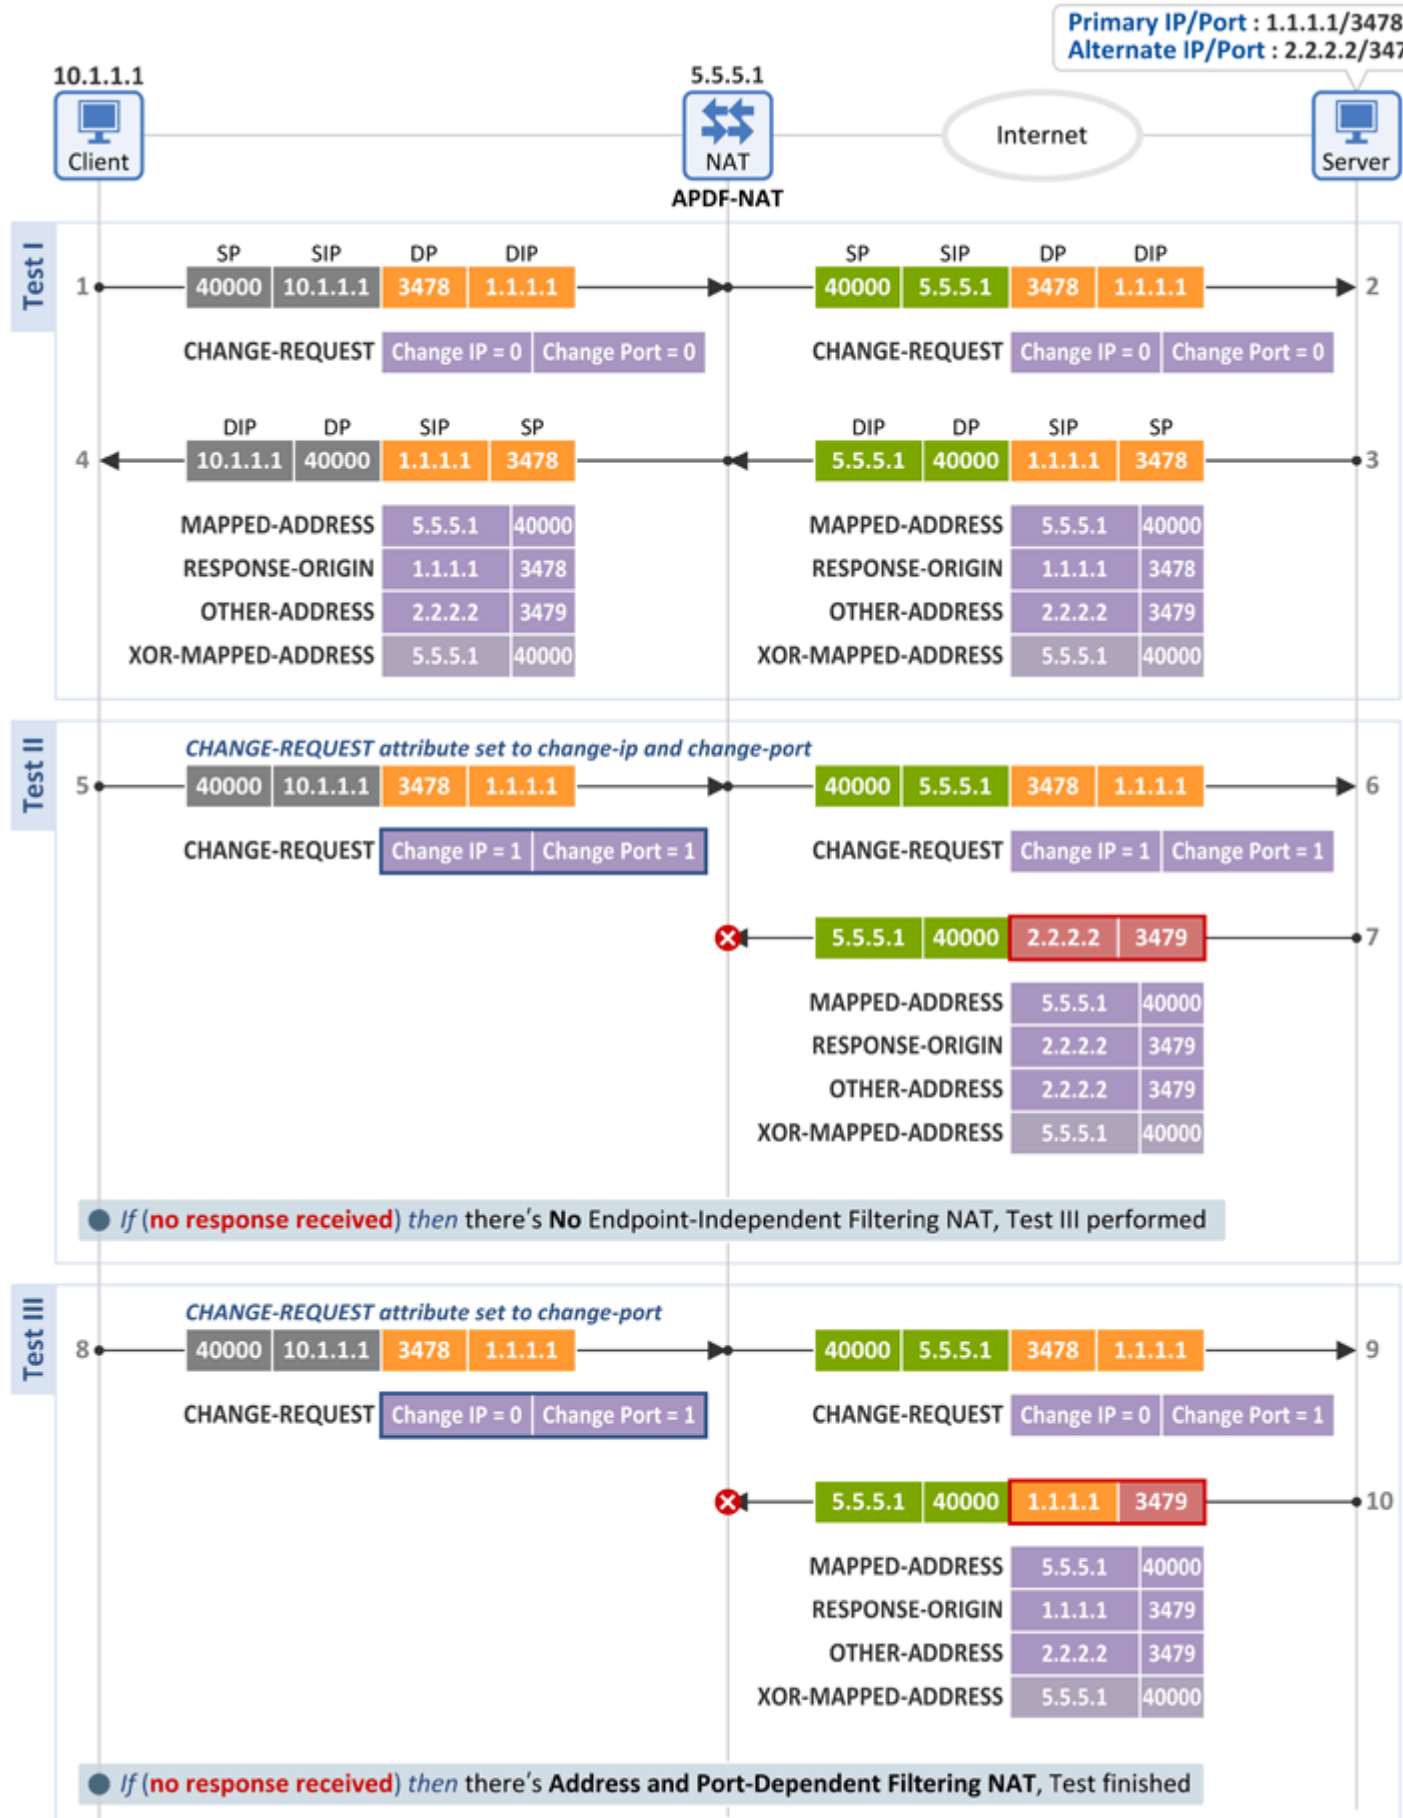 Primary IP/Port : 1.1.1.1/3478
Alternate IP/Port : 2.2.2.2/347
10.1.1.1
5.5.5.1
Client
NAT
Internet
Server
APDF-NAT
Test I
SP SIP DP DIP SP SIP DP DIP
1 40000 10.1.1.1 3478 1.1.1.1 40000 5.5.5.1 3478 1.1.1.1 2
CHANGE-REQUEST Change IP = 0 Change Port = 0 CHANGE-REQUEST Change IP = 0 Change Port = 0
DIP DP SIP SP DIP DP SIP SP
4 10.1.1.1 40000 1.1.1.1 3478 5.5.5.1 40000 1.1.1.1 3478 3
MAPPED-ADDRESS 5.5.5.1 40000 MAPPED-ADDRESS 5.5.5.1 40000
RESPONSE-ORIGIN 1.1.1.1 3478 RESPONSE-ORIGIN 1.1.1.1 3478
OTHER-ADDRESS 2.2.2.2 3479 OTHER-ADDRESS 2.2.2.2 3479
XOR-MAPPED-ADDRESS 5.5.5.1 40000 XOR-MAPPED-ADDRESS 5.5.5.1 40000
Test II
CHANGE-REQUEST attribute set to change-ip and change-port
5 40000 10.1.1.1 3478 1.1.1.1 40000 5.5.5.1 3478 1.1.1.1 6
CHANGE-REQUEST Change IP = 1 Change Port = 1 CHANGE-REQUEST Change IP = 1 Change Port = 1
5.5.5.1 40000 2.2.2.2 3479 7
MAPPED-ADDRESS 5.5.5.1 40000
RESPONSE-ORIGIN 2.2.2.2 3479
OTHER-ADDRESS 2.2.2.2 3479
XOR-MAPPED-ADDRESS 5.5.5.1 40000
If (no response received) then there's No Endpoint-Independent Filtering NAT, Test III performed
Test III
CHANGE-REQUEST attribute set to change-port
8 40000 10.1.1.1 3478 1.1.1.1 40000 5.5.5.1 3478 1.1.1.1 9
CHANGE-REQUEST Change IP = 0 Change Port = 1 CHANGE-REQUEST Change IP = 0 Change Port = 1
5.5.5.1 40000 1.1.1.1 3479 10
MAPPED-ADDRESS 5.5.5.1 40000
RESPONSE-ORIGIN 1.1.1.1 3479
OTHER-ADDRESS 2.2.2.2 3479
XOR-MAPPED-ADDRESS 5.5.5.1 40000
If (no response received) then there's Address and Port-Dependent Filtering NAT, Test finished